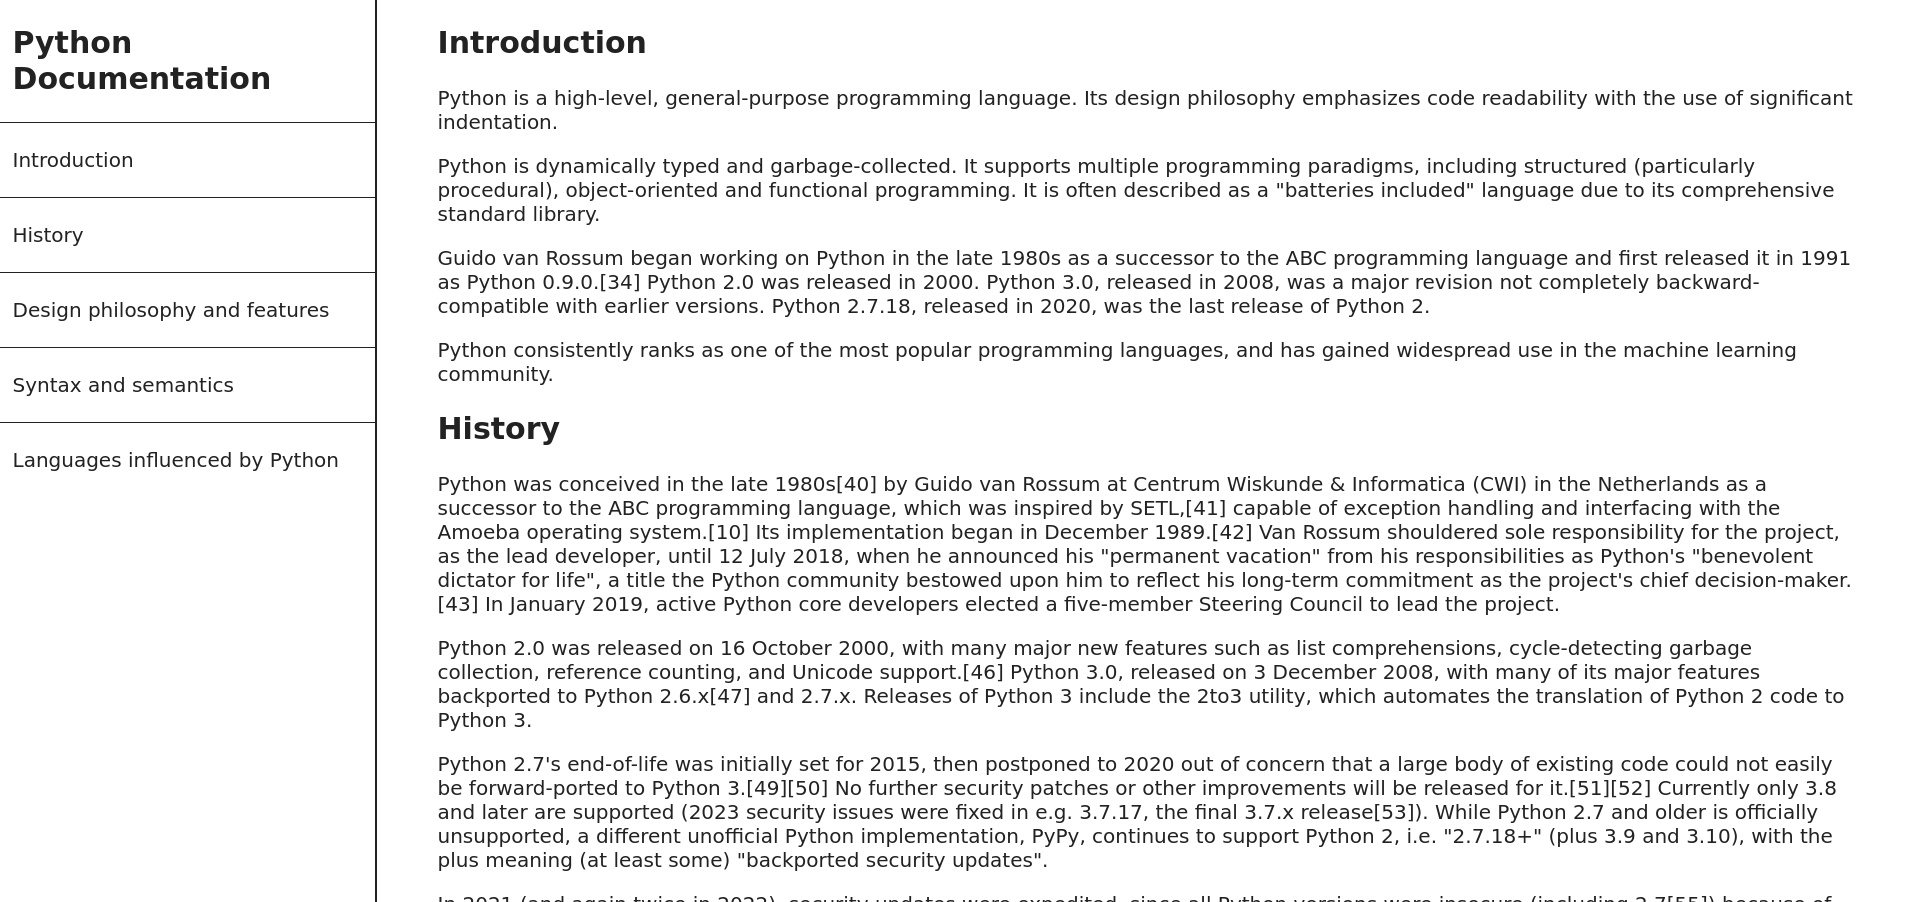 Python
Documentation
Introduction
History
Design philosophy and features
Syntax and semantics
Languages influenced by Python
Introduction
Python is a high-level, general-purpose programming language. Its design philosophy emphasizes code readability with the use of significant
indentation.
Python is dynamically typed and garbage-collected. It supports multiple programming paradigms, including structured (particularly
procedural), object-oriented and functional programming. It is often described as a "batteries included" language due to its comprehensive
standard library.
Guido van Rossum began working on Python in the late 1980s as a successor to the ABC programming language and first released it in 1991
as Python 0.9.0.[34] Python 2.0 was released in 2000. Python 3.0, released in 2008, was a major revision not completely backward-
compatible with earlier versions. Python 2.7.18, released in 2020, was the last release of Python 2.
Python consistently ranks as one of the most popular programming languages, and has gained widespread use in the machine learning
community.
History
Python was conceived in the late 1980s[40] by Guido van Rossum at Centrum Wiskunde & Informatica (CWI) in the Netherlands as a
successor to the ABC programming language, which was inspired by SETL,[41] capable of exception handling and interfacing with the
Amoeba operating system.[10] Its implementation began in December 1989.[42] Van Rossum shouldered sole responsibility for the project,
as the lead developer, until 12 July 2018, when he announced his "permanent vacation" from his responsibilities as Python's "benevolent
dictator for life", a title the Python community bestowed upon him to reflect his long-term commitment as the project's chief decision-maker.
[43] In January 2019, active Python core developers elected a five-member Steering Council to lead the project.
Python 2.0 was released on 16 October 2000, with many major new features such as list comprehensions, cycle-detecting garbage
collection, reference counting, and Unicode support.[46] Python 3.0, released on 3 December 2008, with many of its major features
backported to Python 2.6.x[47] and 2.7.x. Releases of Python 3 include the 2to3 utility, which automates the translation of Python 2 code to
Python 3.
Python 2.7's end-of-life was initially set for 2015, then postponed to 2020 out of concern that a large body of existing code could not easily
be forward-ported to Python 3.[49][50] No further security patches or other improvements will be released for it.[51][52] Currently only 3.8
and later are supported (2023 security issues were fixed in e.g. 3.7.17, the final 3.7.x release[53]). While Python 2.7 and older is officially
unsupported, a different unofficial Python implementation, PyPy, continues to support Python 2, i.e. "2.7.18+" (plus 3.9 and 3.10), with the
plus meaning (at least some) "backported security updates".
In 2021 (and again twice in 2022), security updates were expedited, since all Python versions were insecure (including 2.7[55]) because of